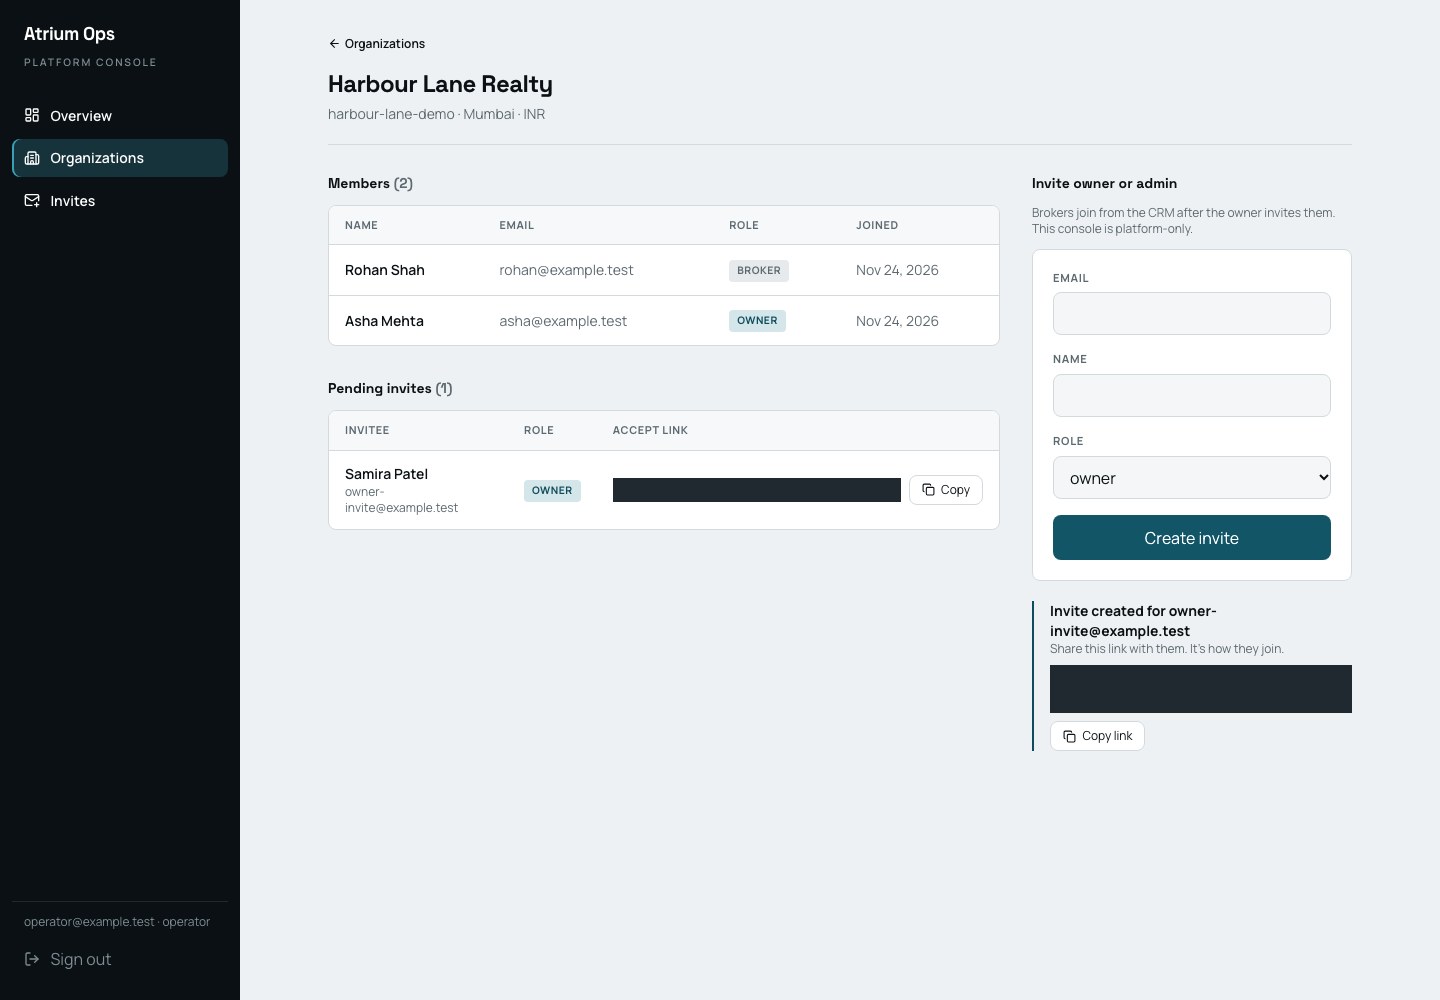 Atrium Ops
PLATFORM CONSOLE
Overview
Organizations
Invites
operator@example.test · operator
Sign out
← Organizations
Harbour Lane Realty
harbour-lane-demo · Mumbai · INR
Members (2)
NAME EMAIL ROLE JOINED
Rohan Shah rohan@example.test BROKER Nov 24, 2026
Asha Mehta asha@example.test OWNER Nov 24, 2026
Pending invites (1)
INVITEE ROLE ACCEPT LINK
Samira Patel
owner-
invite@example.test
OWNER
Copy
Invite owner or admin
Brokers join from the CRM after the owner invites them.
This console is platform-only.
EMAIL
NAME
ROLE
owner
Create invite
Invite created for owner-
invite@example.test
Share this link with them. It's how they join.
Copy link